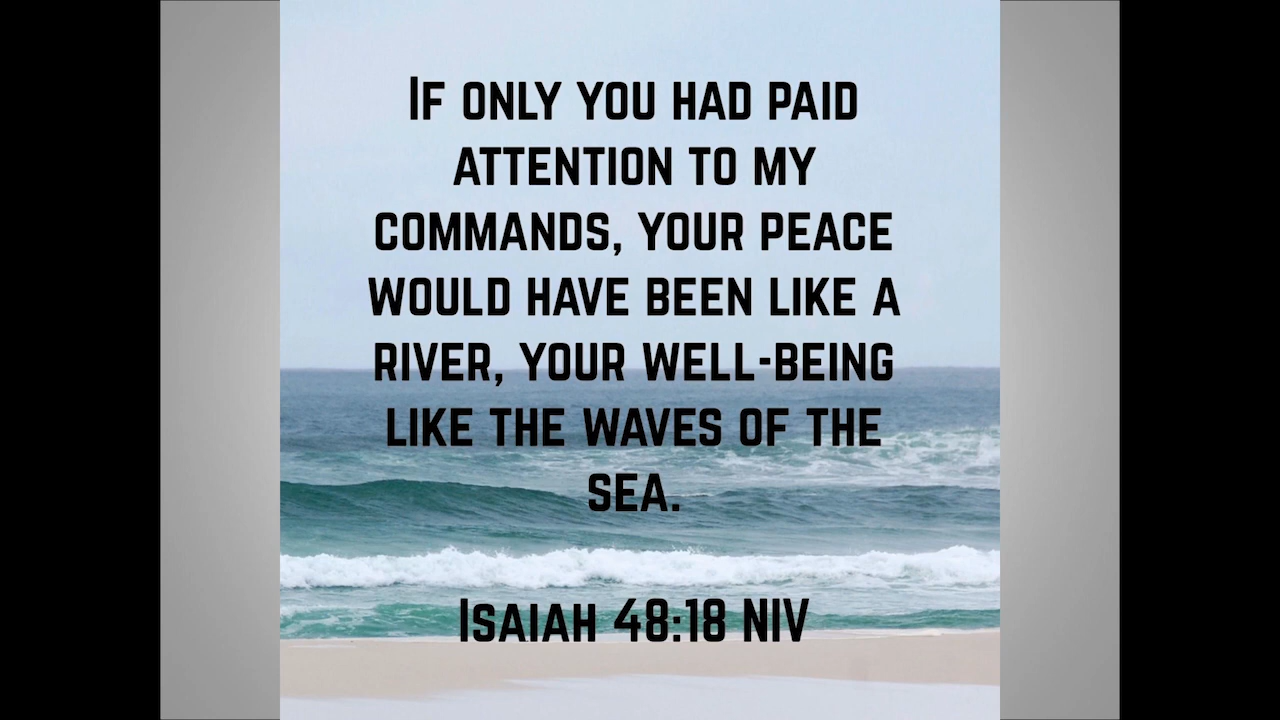 If only you had paid
attention to my
commands, your peace
would have been like a
river, your well-being
like the waves of the
sea.
Isaiah 48:18 NIV